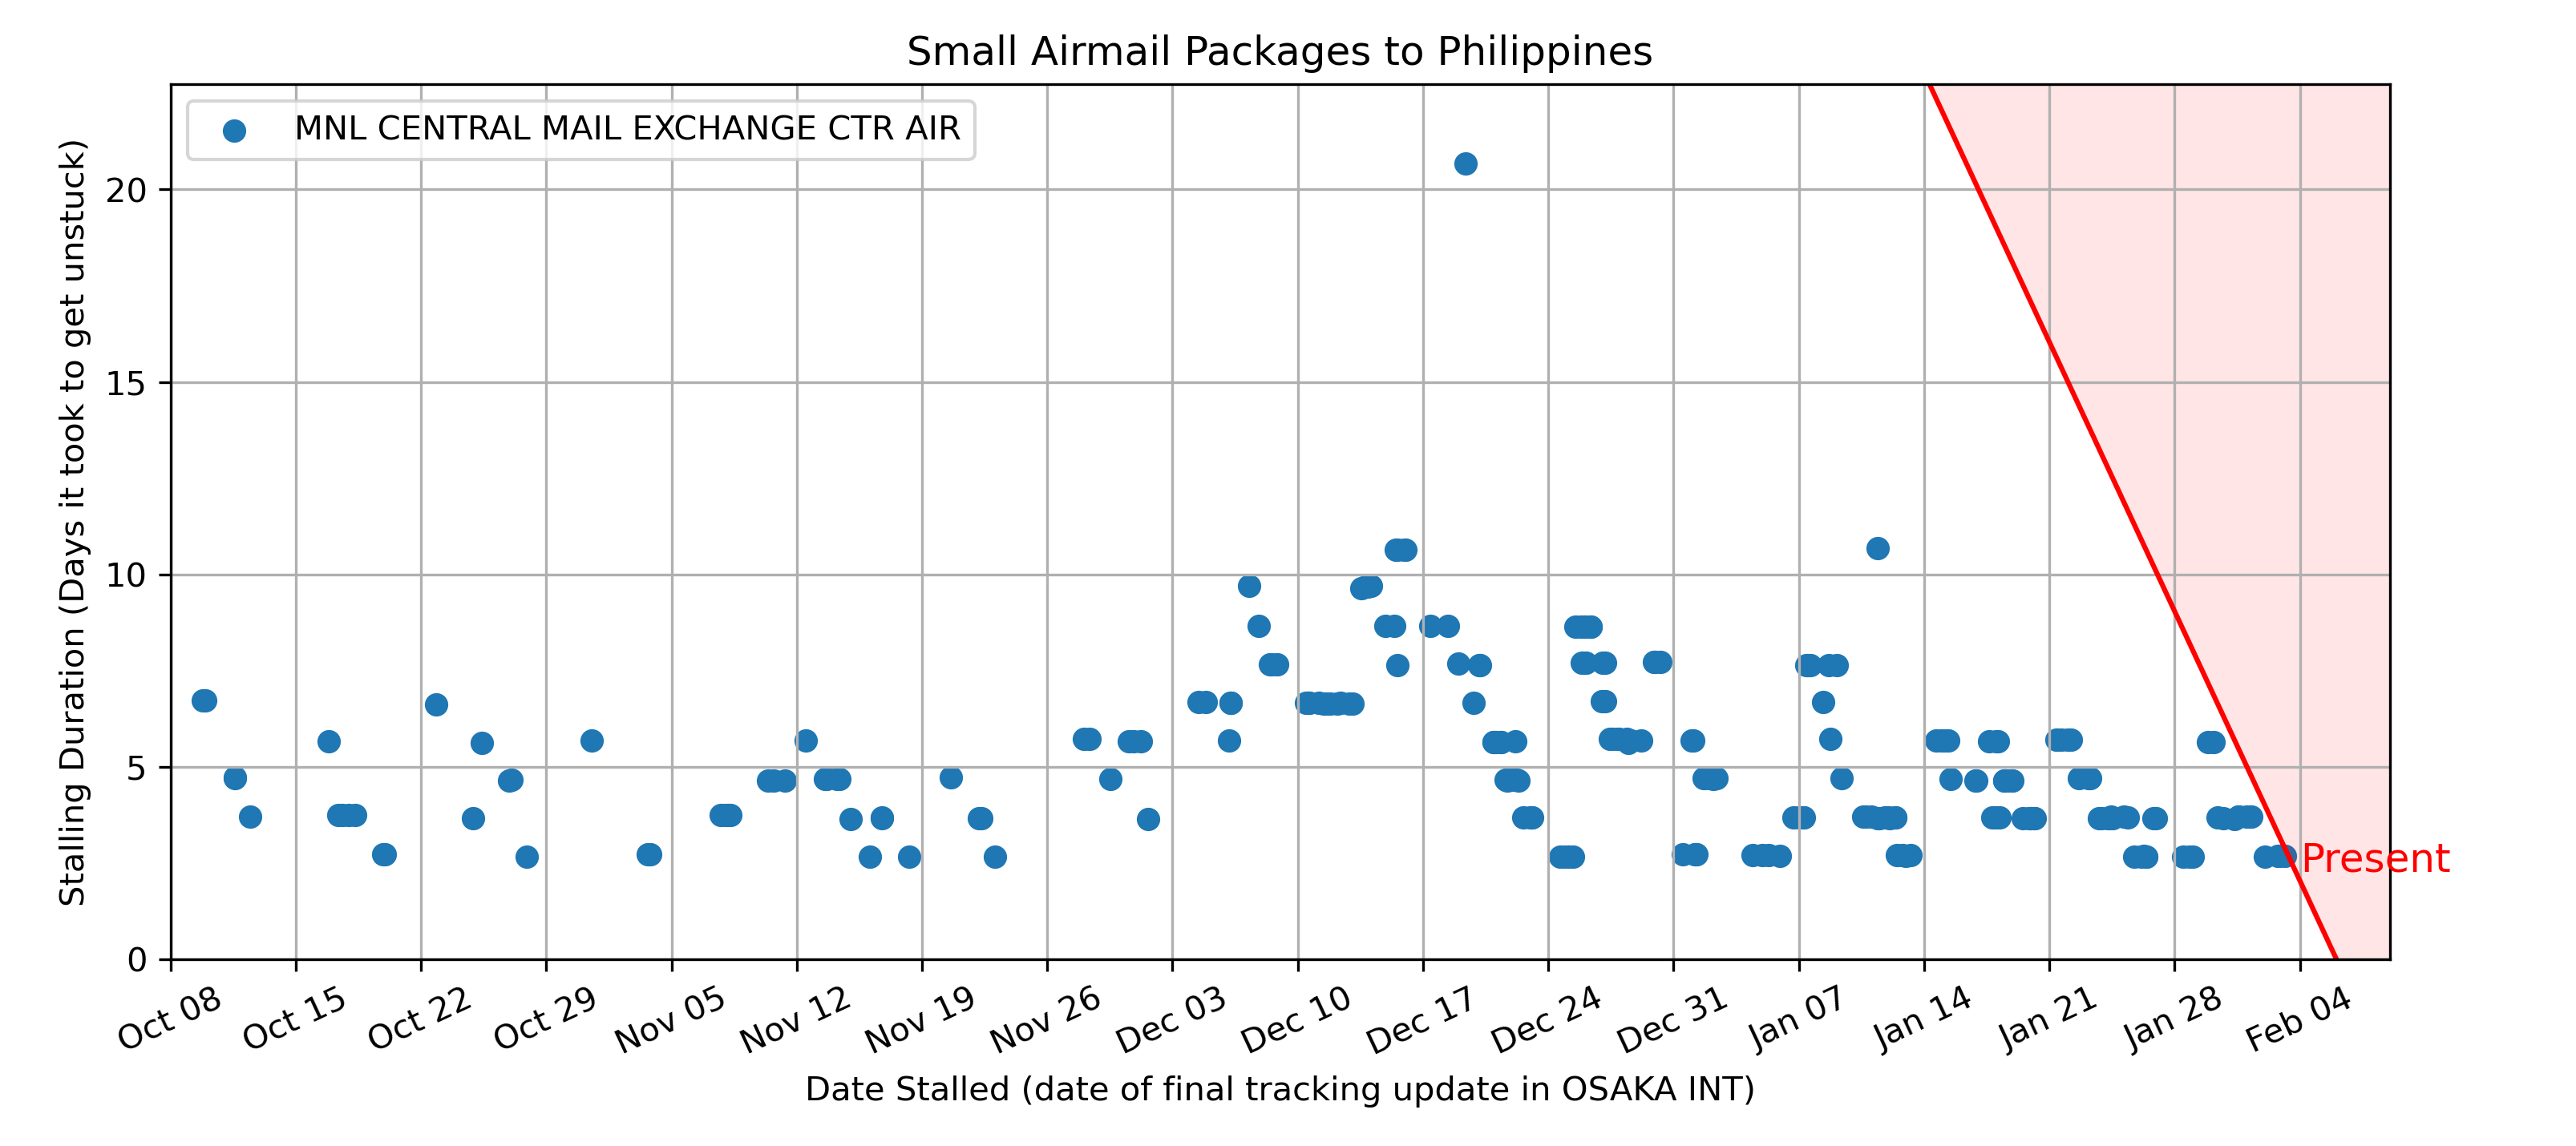 Small Airmail Packages to Philippines
MNL CENTRAL MAIL EXCHANGE CTR AIR
Stalling Duration (Days it took to get unstuck)
20
15
10
5
0
Present
Oct 08
Oct 15
Oct 22
Oct 29
Nov 05
Nov 12
Nov 19
Nov 26
Dec 03
Dec 10
Dec 17
Dec 24
Dec 31
Jan 07
Jan 14
Jan 21
Jan 28
Feb 04
Date Stalled (date of final tracking update in OSAKA INT)